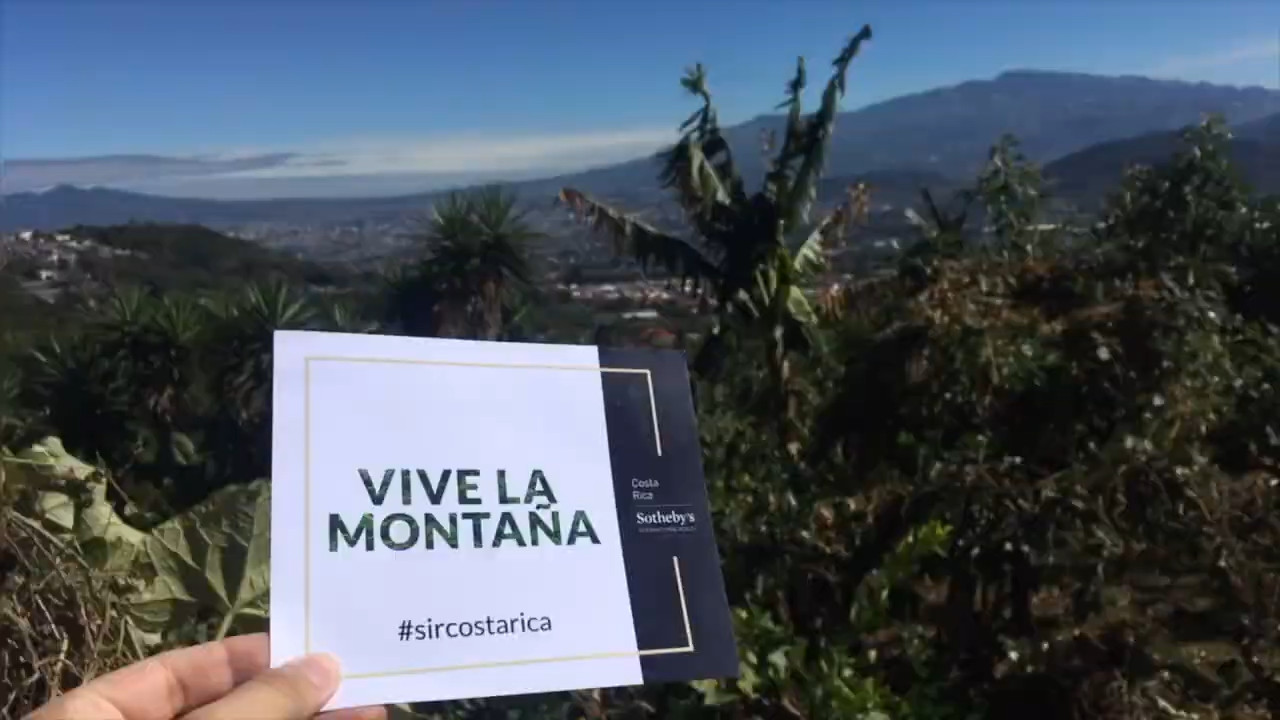 VIVE LA
MONTAÑA
#sircostarica
Costa
Rica
Sotheby's